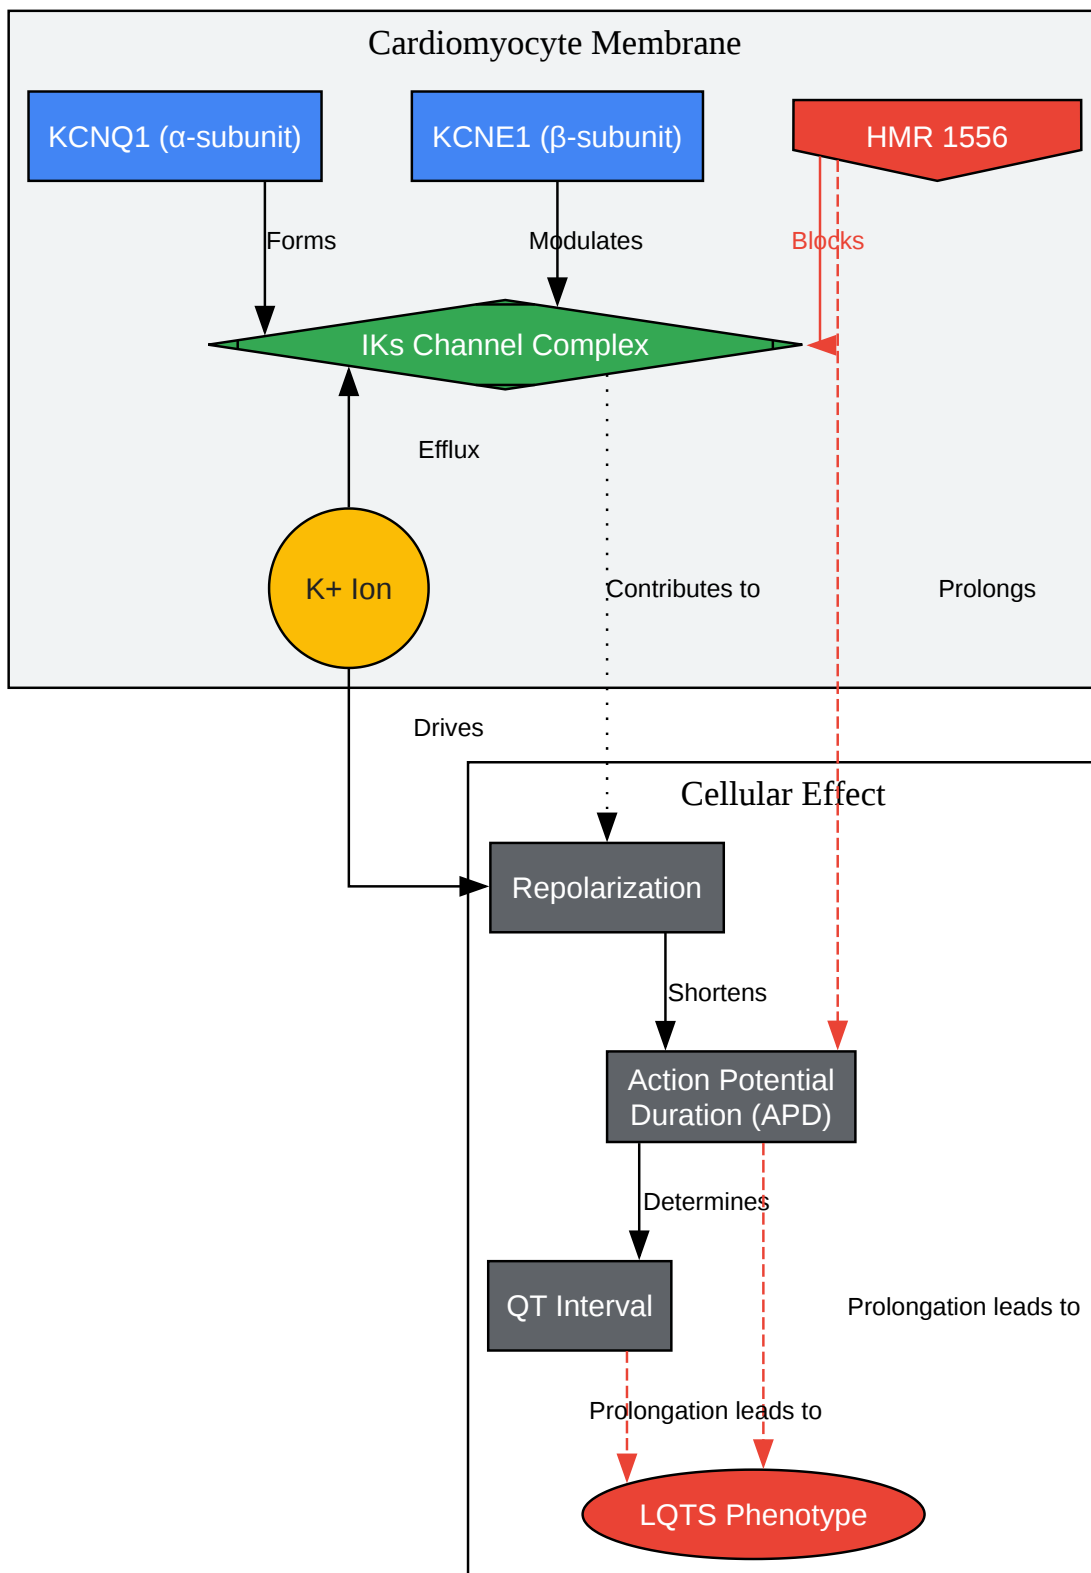 Cardiomyocyte Membrane
KCNQ1 (α-subunit)
KCNE1 (β-subunit)
HMR 1556
Forms
Modulates
Blocks
IKs Channel Complex
Efflux
K+ Ion
Contributes to
Prolongs
Drives
Cellular Effect
Repolarization
Shortens
Action Potential
Duration (APD)
Determines
QT Interval
Prolongation leads to
Prolongation leads to
LQTS Phenotype